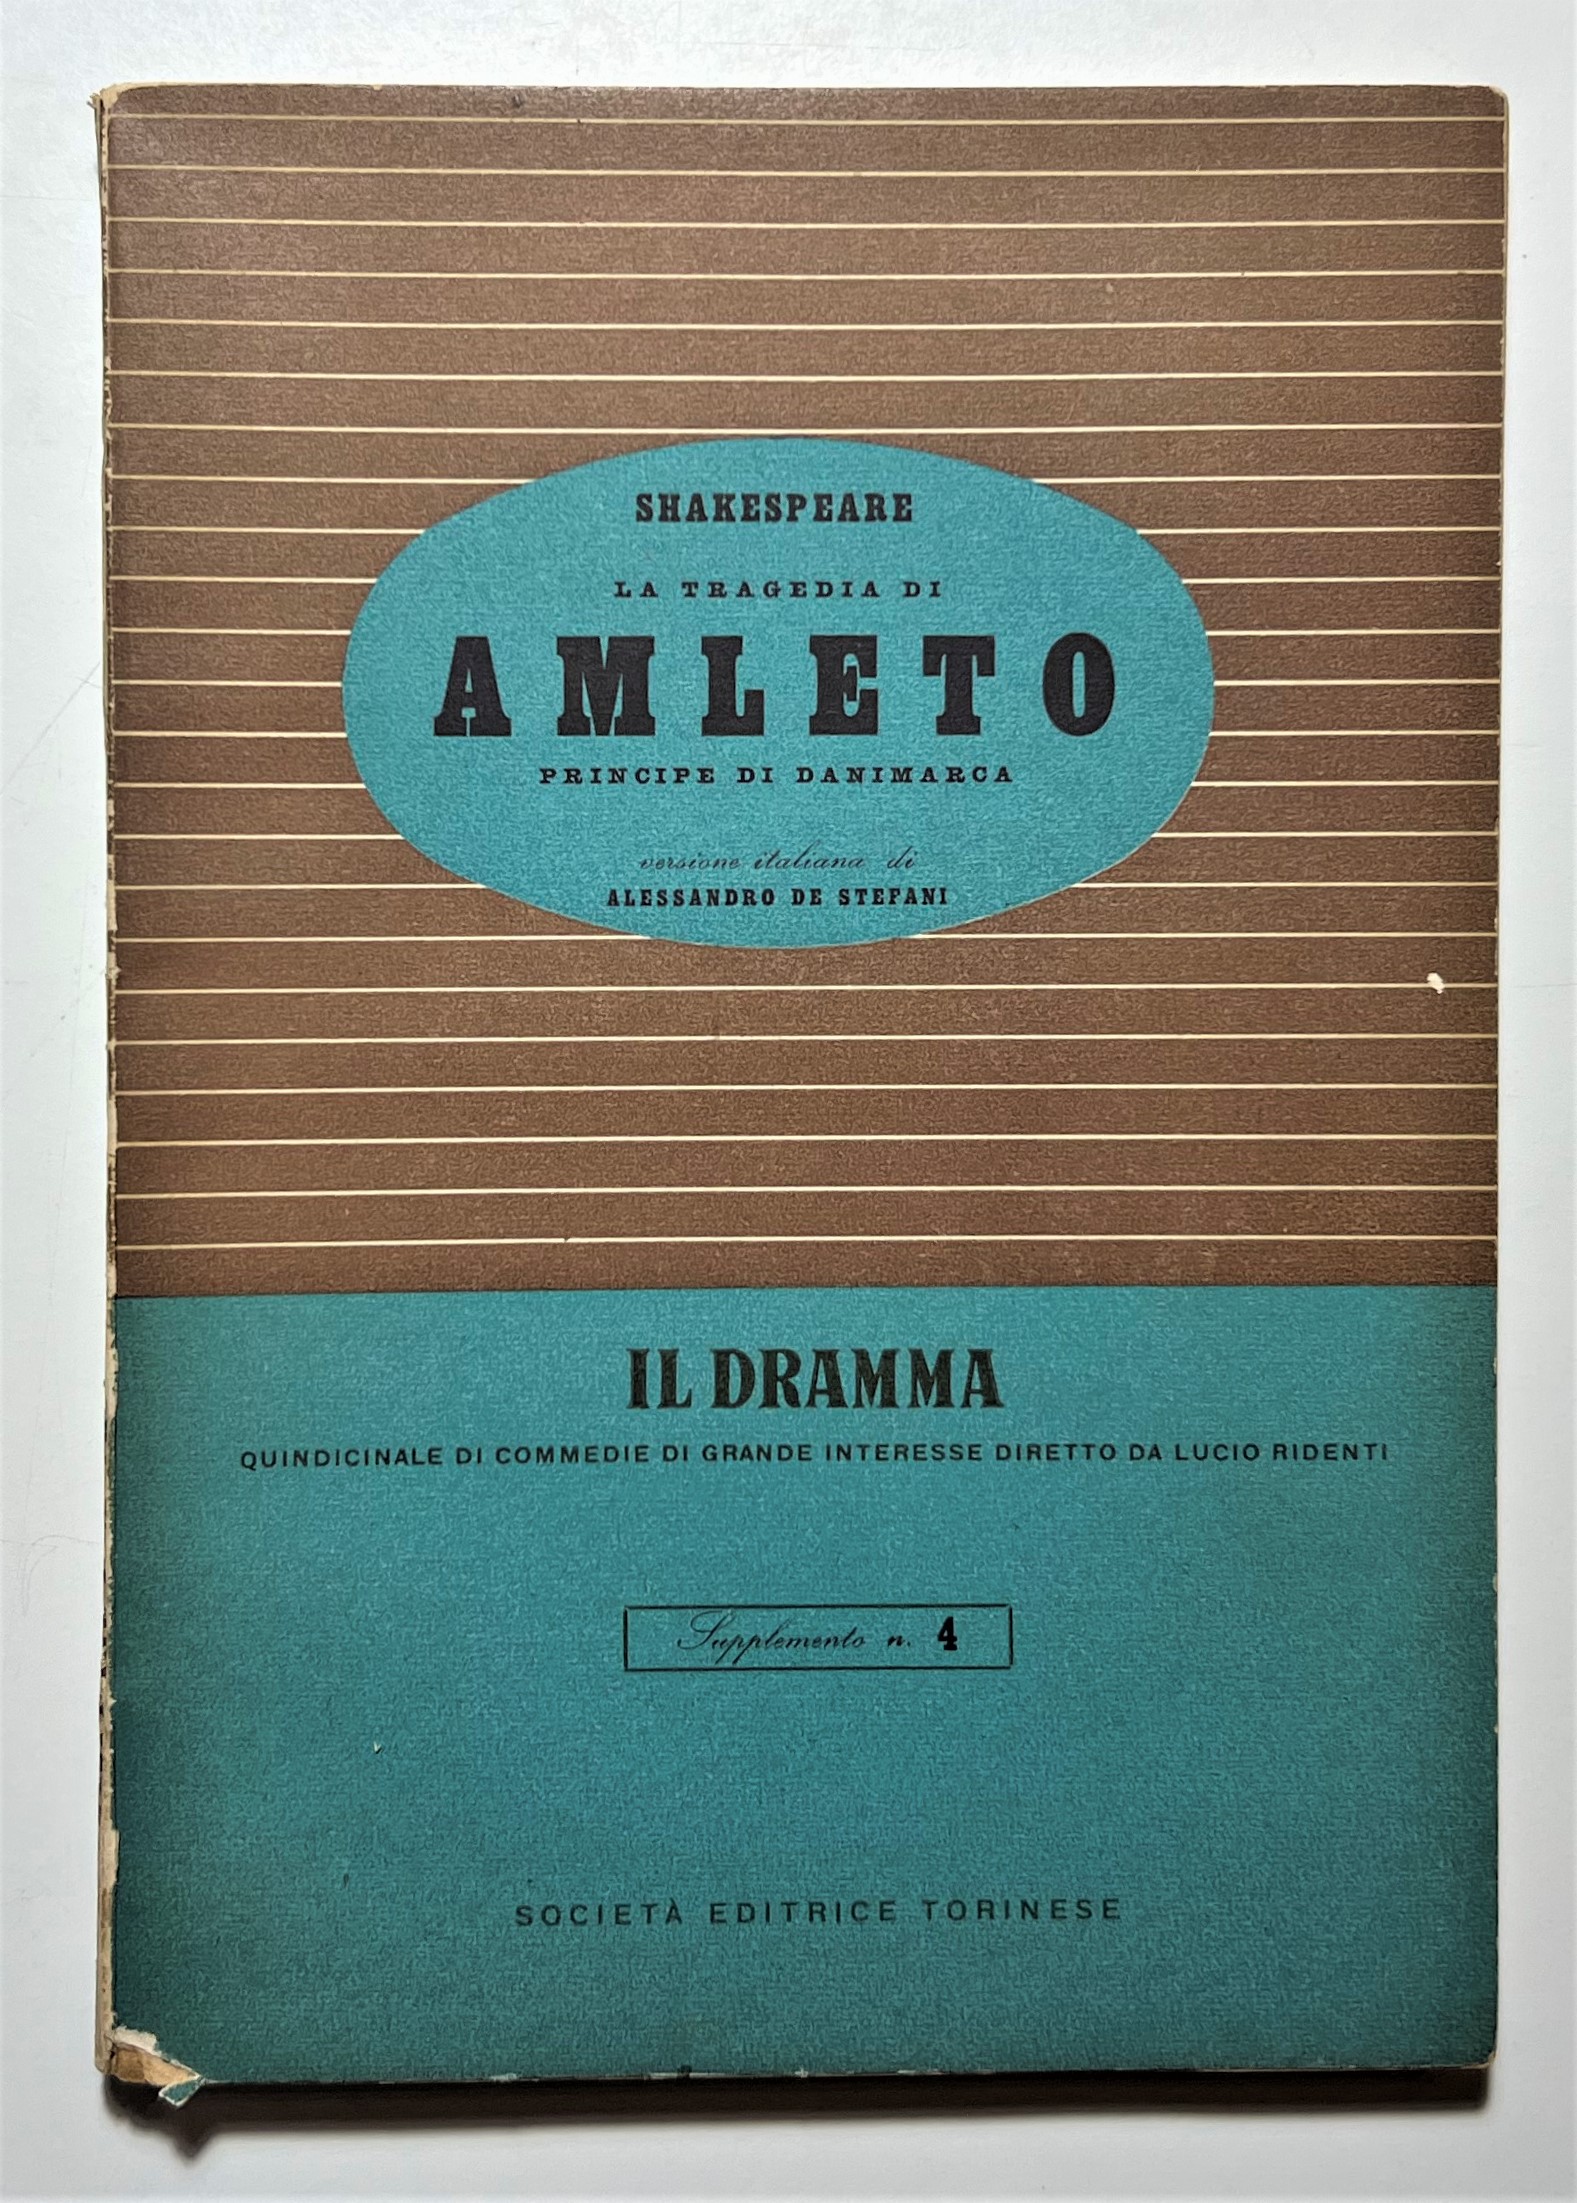 SHAKESPEARE
LA TRAGEDIA DI
AMLETO
PRINCIPE DI DANIMARCA
versione italiana di
ALESSANDRO DE STEFANI
IL DRAMMA
QUINDICINALE DI COMMEDIE DI GRANDE INTERESSE DIRETTO DA LUCIO RIDENTI
Supplemento n. 4
SOCIETÀ EDITRICE TORINESE